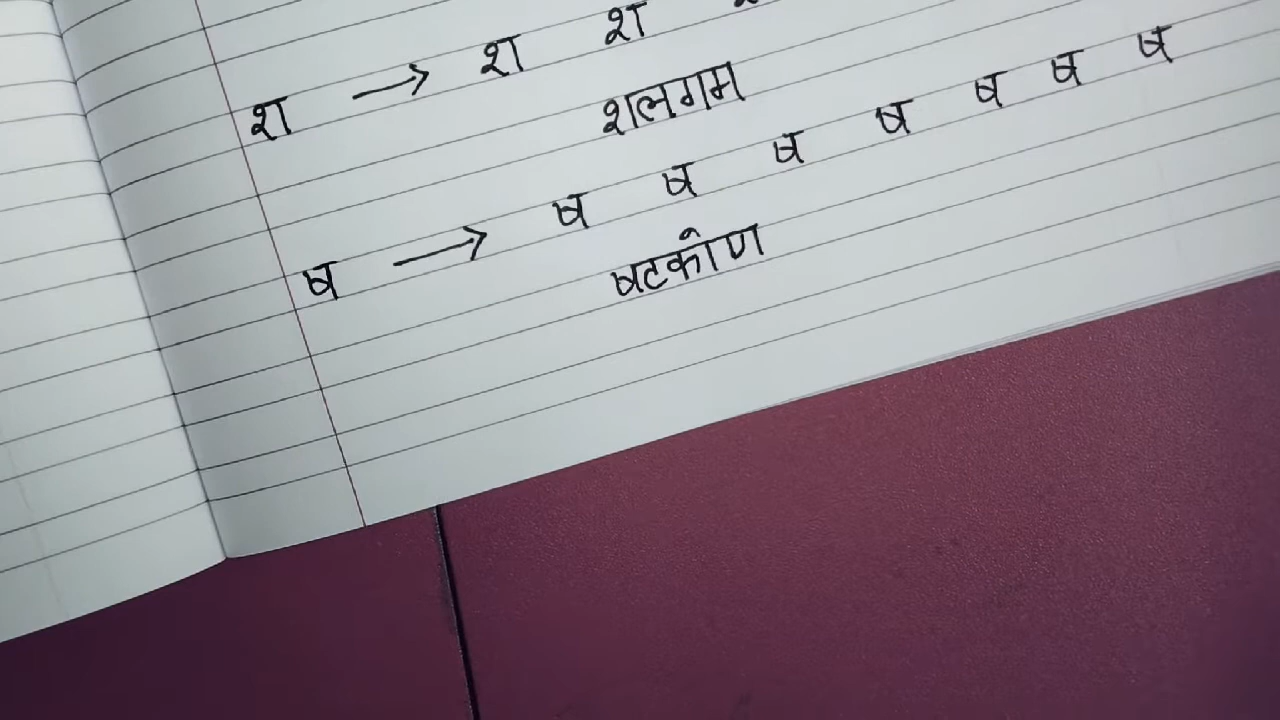 श → श श
शलगम
ष → ष ष ष ष ष ष ष
षटकोण